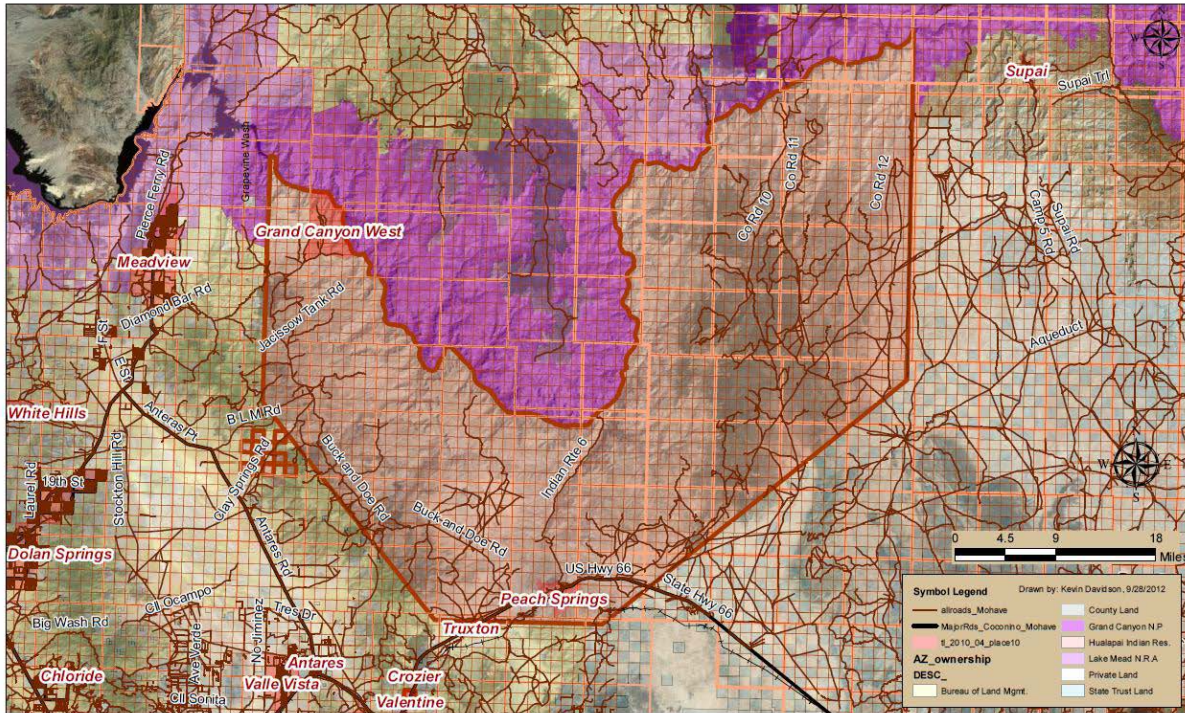 Supai
Supai Trl
Pierce Ferry Rd
Grapevine Wash
Co Rd 11
Co Rd 12
Co Rd 10
Grand Canyon West
Supai Rd
Camp 5 Rd
Meadview
Diamond Bar Rd
Jacissow Tank Rd
F St
E St
Aqueduct
White Hills
Anteras Pt
B L M Rd
Buck and Doe Rd
Indian Rte 6
Laurel Rd
19th St
Stockton Hill Rd
Clay Springs Rd
Antares Rd
Buck-and-Doe Rd
W
E
S
0 4.5 9 18
Miles
Dolan Springs
US Hwy 66
State Hwy 66
Peach Springs
Cll Ocampo
Tres Dr
Big Wash Rd
Ave Verde
No Jiminez
Truxton
Chloride
Antares
Valle Vista
Crozier
Valentine
Cll Sonita
Symbol Legend
Drawn by: Kevin Davidson, 9/28/2012
allroads_Mohave
MajorRds_Coconino_Mohave
tl_2010_04_place10
AZ_ownership
DESC_
Bureau of Land Mgmt.
County Land
Grand Canyon N.P
Hualapai Indian Res.
Lake Mead N.R.A
Private Land
State Trust Land